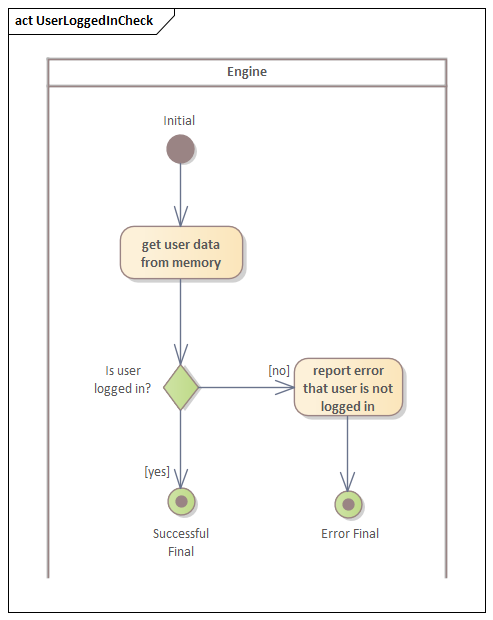 act UserLoggedInCheck
Engine
Initial
get user data
from memory
Is user
logged in?
[no]
report error
that user is not
logged in
[yes]
Successful
Final
Error Final